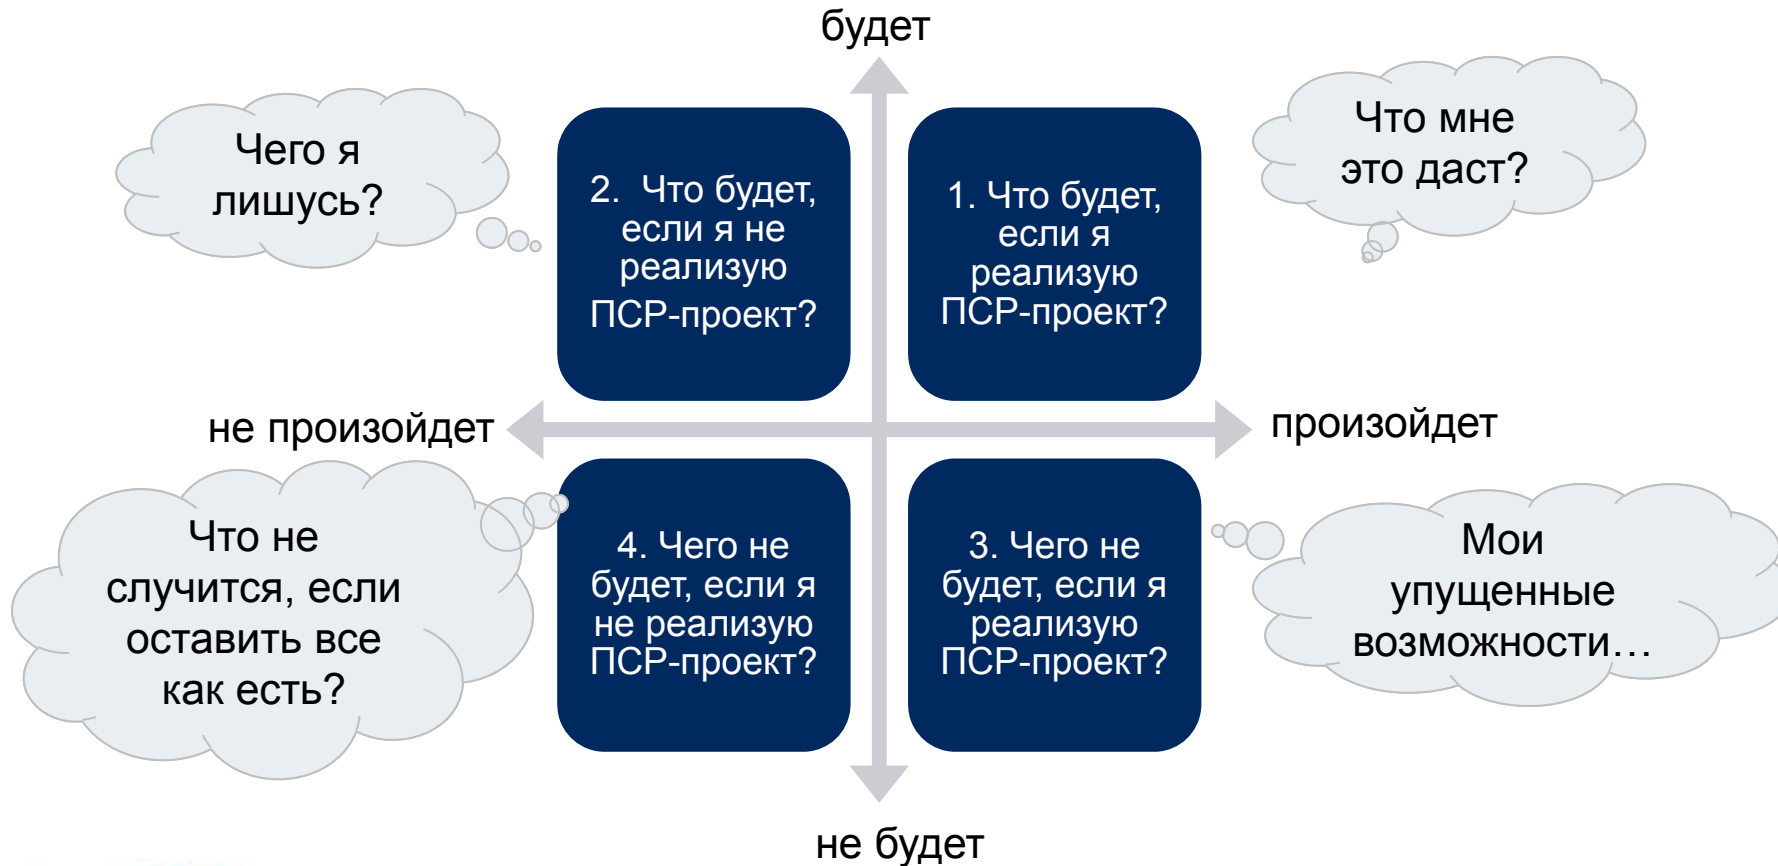 будет
Чего я
лишусь?
2. Что будет,
если я не
реализую
ПСР-проект?
1. Что будет,
если я
реализую
ПСР-проект?
Что мне
это даст?
не произойдет
произойдет
Что не
случится, если
оставить все
как есть?
4. Чего не
будет, если я
не реализую
ПСР-проект?
3. Чего не
будет, если я
реализую
ПСР-проект?
Мои
упущенные
возможности…
не будет